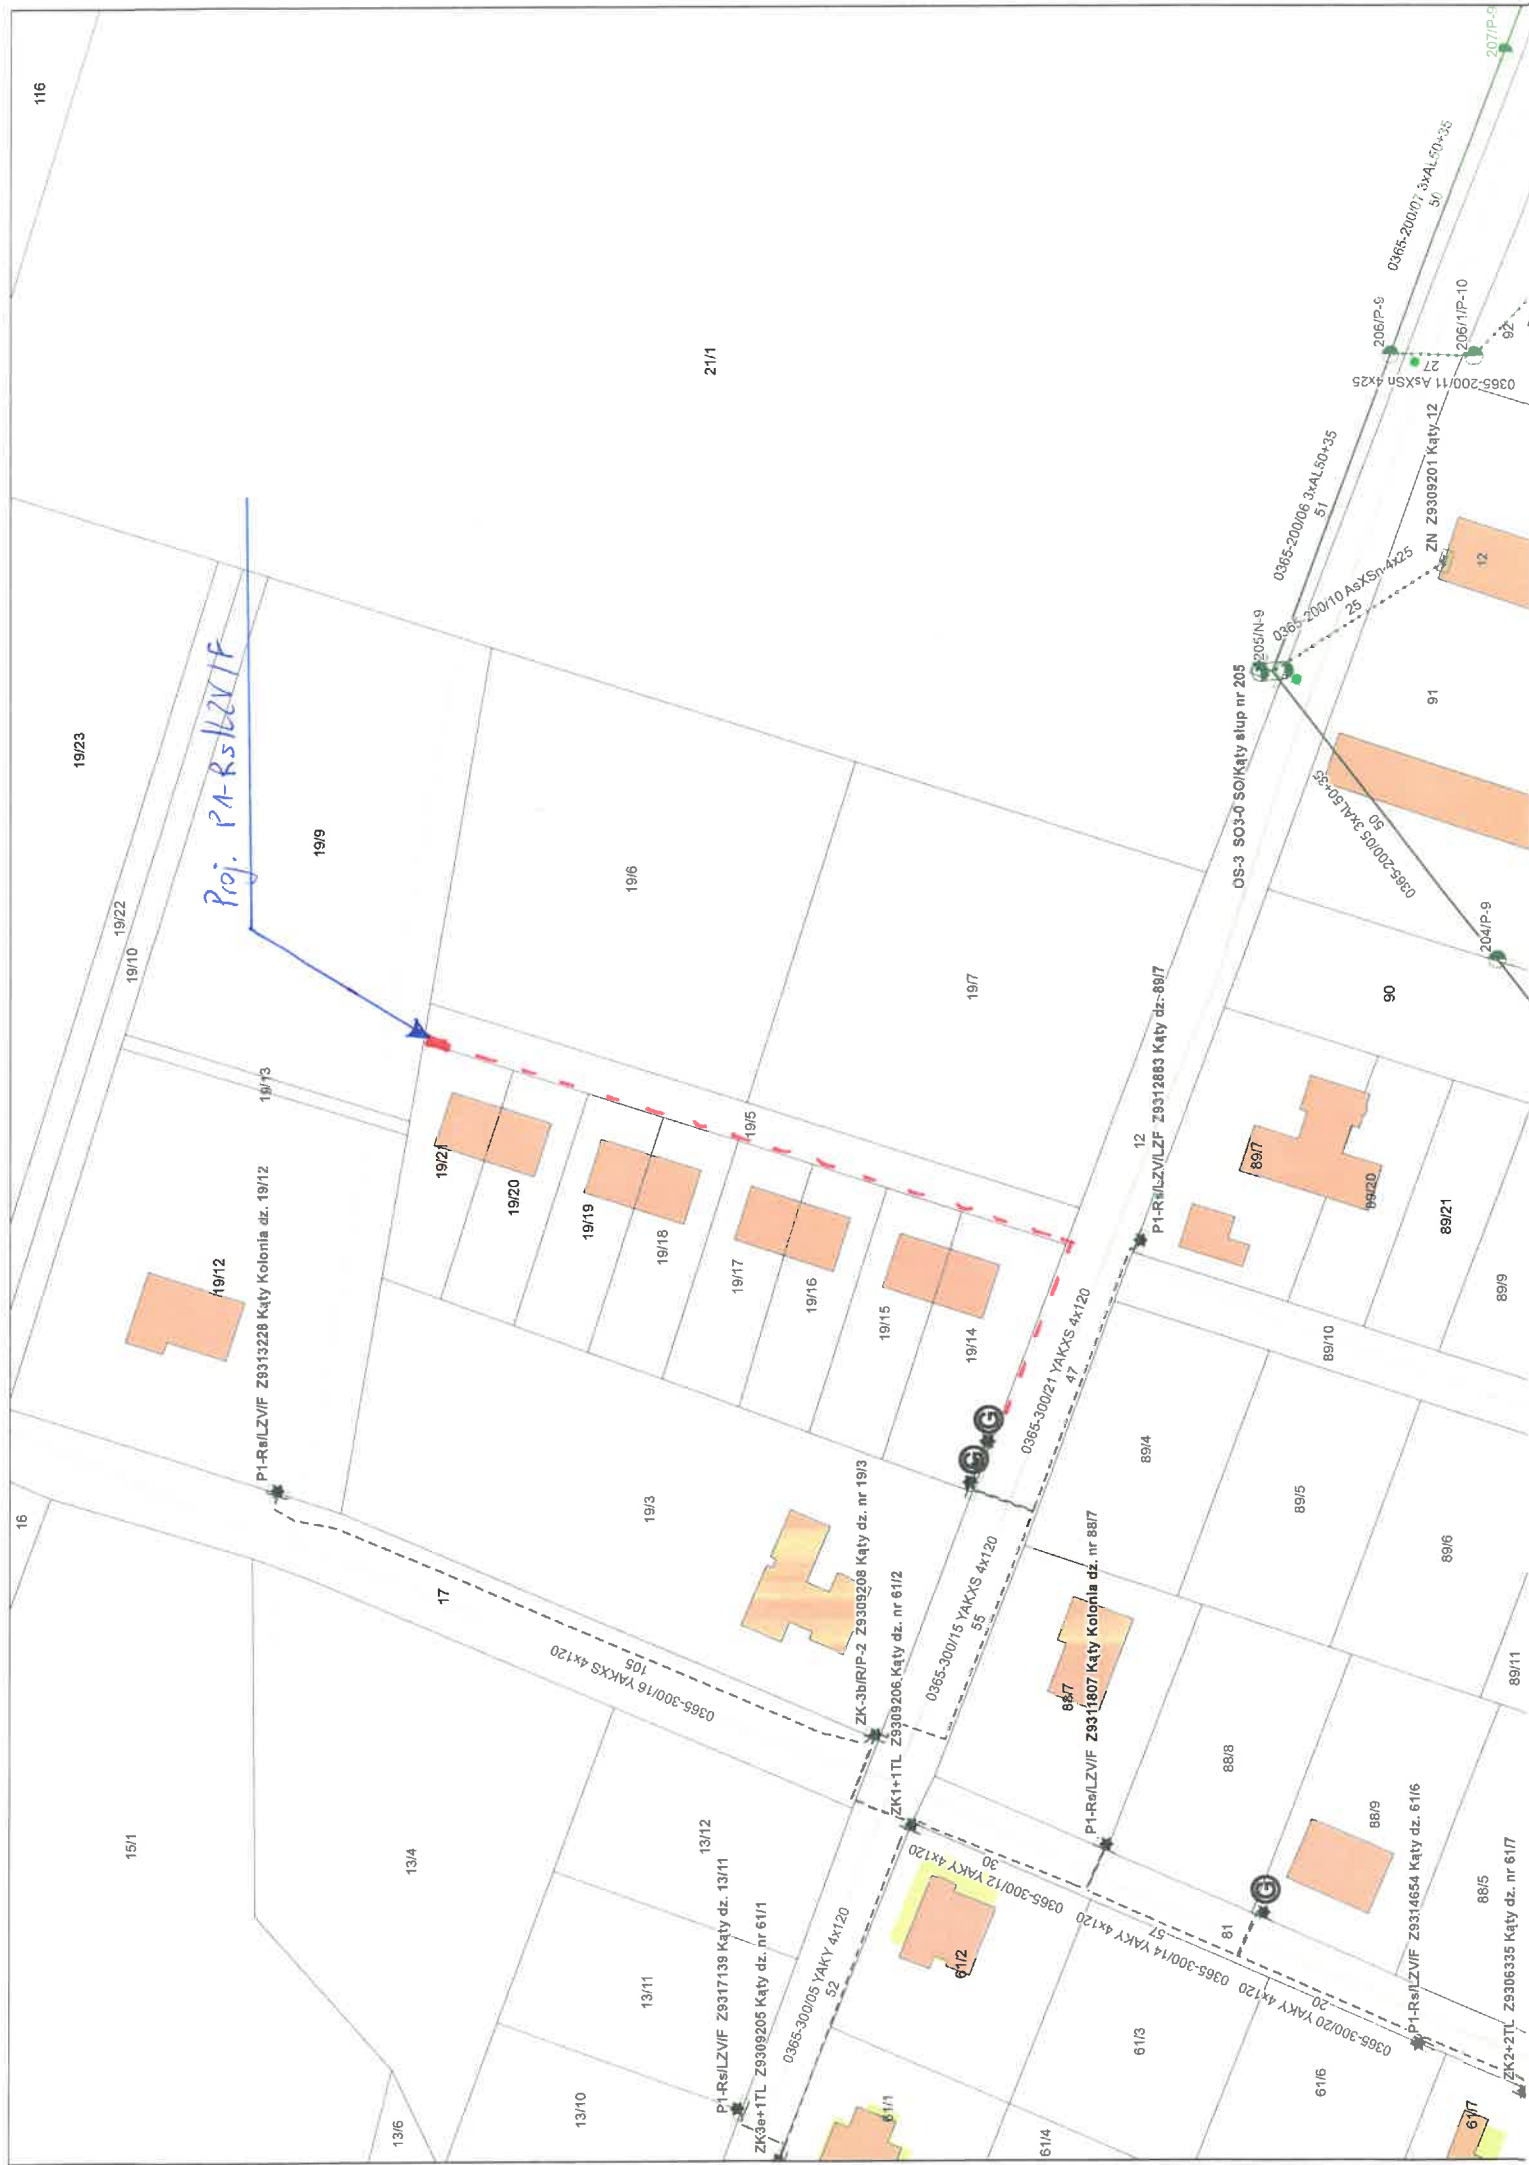 116
207/P-9
0365-200/07 3xAL50+35
50
21/1
206/P-9
206/1/P-10
27
0365-200/11 AsXSn 4x25
92
0365-200/06 3xAL50+35
51
ZN Z9309201 Kąty 12
12
0365-200/10 AsXSn 4x25
25
205/N-9
OS-3 SO3-0 SO/Kąty słup nr 205
91
0365-200/05 3xAL50+35
50
204/P-9
90
19/23
Proj. P1-Rs/LZV/F
19/9
19/22
19/10
19/6
19/7
19/13
19/5
19/21
19/20
19/19
19/18
19/17
19/16
19/15
19/14
19/12
P1-Rs/LZV/F Z9313228 Kąty Kolonia dz. 19/12
12
P1-Rs/LZV/LZF Z9312883 Kąty dz. 89/7
89/7
89/20
89/21
89/9
89/10
0365-300/21 YAKXS 4x120
47
G
G
89/4
89/5
89/6
89/11
16
17
19/3
0365-300/16 YAKXS 4x120
105
ZK-3b/R/P-2 Z9309208 Kąty dz. nr 19/3
ZK1+1TL Z9309206 Kąty dz. nr 61/2
0365-300/15 YAKXS 4x120
55
88/7
P1-Rs/LZV/F Z9311807 Kąty Kolonia dz. nr 88/7
88/8
88/9
88/5
15/1
13/4
13/12
13/11
13/10
13/6
P1-Rs/LZV/F Z9317139 Kąty dz. 13/11
ZK3e+1TL Z9309205 Kąty dz. nr 61/1
0365-300/05 YAKY 4x120
52
0365-300/12 YAKY 4x120
30
0365-300/14 YAKY 4x120
57
0365-300/20 YAKY 4x120
20
G
81
61/2
61/1
61/3
61/4
61/6
61/7
P1-Rs/LZV/F Z9314654 Kąty dz. 61/6
ZK2+2TL Z9306335 Kąty dz. nr 61/7